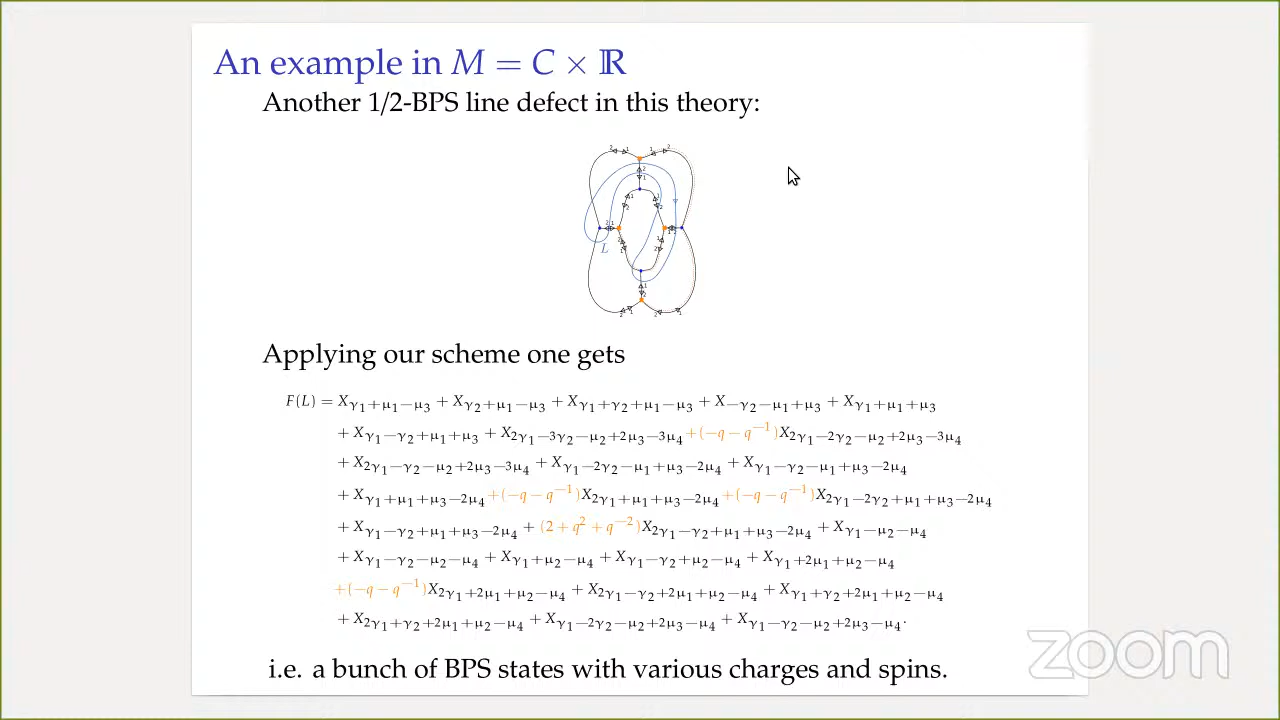 An example in M = C × ℝ
Another 1/2-BPS line defect in this theory:
L
Applying our scheme one gets
F(L) = X_{γ₁+μ₁−μ₃} + X_{γ₂+μ₁−μ₃} + X_{γ₁+γ₂+μ₁−μ₃} + X_{−γ₂−μ₁+μ₃} + X_{γ₁+μ₁+μ₃}
+ X_{γ₁−γ₂+μ₁+μ₃} + X_{2γ₁−3γ₂−μ₂+2μ₃−3μ₄} +(−q − q⁻¹)X_{2γ₁−2γ₂−μ₂+2μ₃−3μ₄}
+ X_{2γ₁−γ₂−μ₂+2μ₃−3μ₄} + X_{γ₁−2γ₂−μ₁+μ₃−2μ₄} + X_{γ₁−γ₂−μ₁+μ₃−2μ₄}
+ X_{γ₁+μ₁+μ₃−2μ₄} +(−q − q⁻¹)X_{2γ₁+μ₁+μ₃−2μ₄} +(−q − q⁻¹)X_{2γ₁−2γ₂+μ₁+μ₃−2μ₄}
+ X_{γ₁−γ₂+μ₁+μ₃−2μ₄} + (2 + q² + q⁻²)X_{2γ₁−γ₂+μ₁+μ₃−2μ₄} + X_{γ₁−μ₂−μ₄}
+ X_{γ₁−γ₂−μ₂−μ₄} + X_{γ₁+μ₂−μ₄} + X_{γ₁−γ₂+μ₂−μ₄} + X_{γ₁+2μ₁+μ₂−μ₄}
+(−q − q⁻¹)X_{2γ₁+2μ₁+μ₂−μ₄} + X_{2γ₁−γ₂+2μ₁+μ₂−μ₄} + X_{γ₁+γ₂+2μ₁+μ₂−μ₄}
+ X_{2γ₁+γ₂+2μ₁+μ₂−μ₄} + X_{γ₁−2γ₂−μ₂+2μ₃−μ₄} + X_{γ₁−γ₂−μ₂+2μ₃−μ₄}.
i.e. a bunch of BPS states with various charges and spins.
zoom